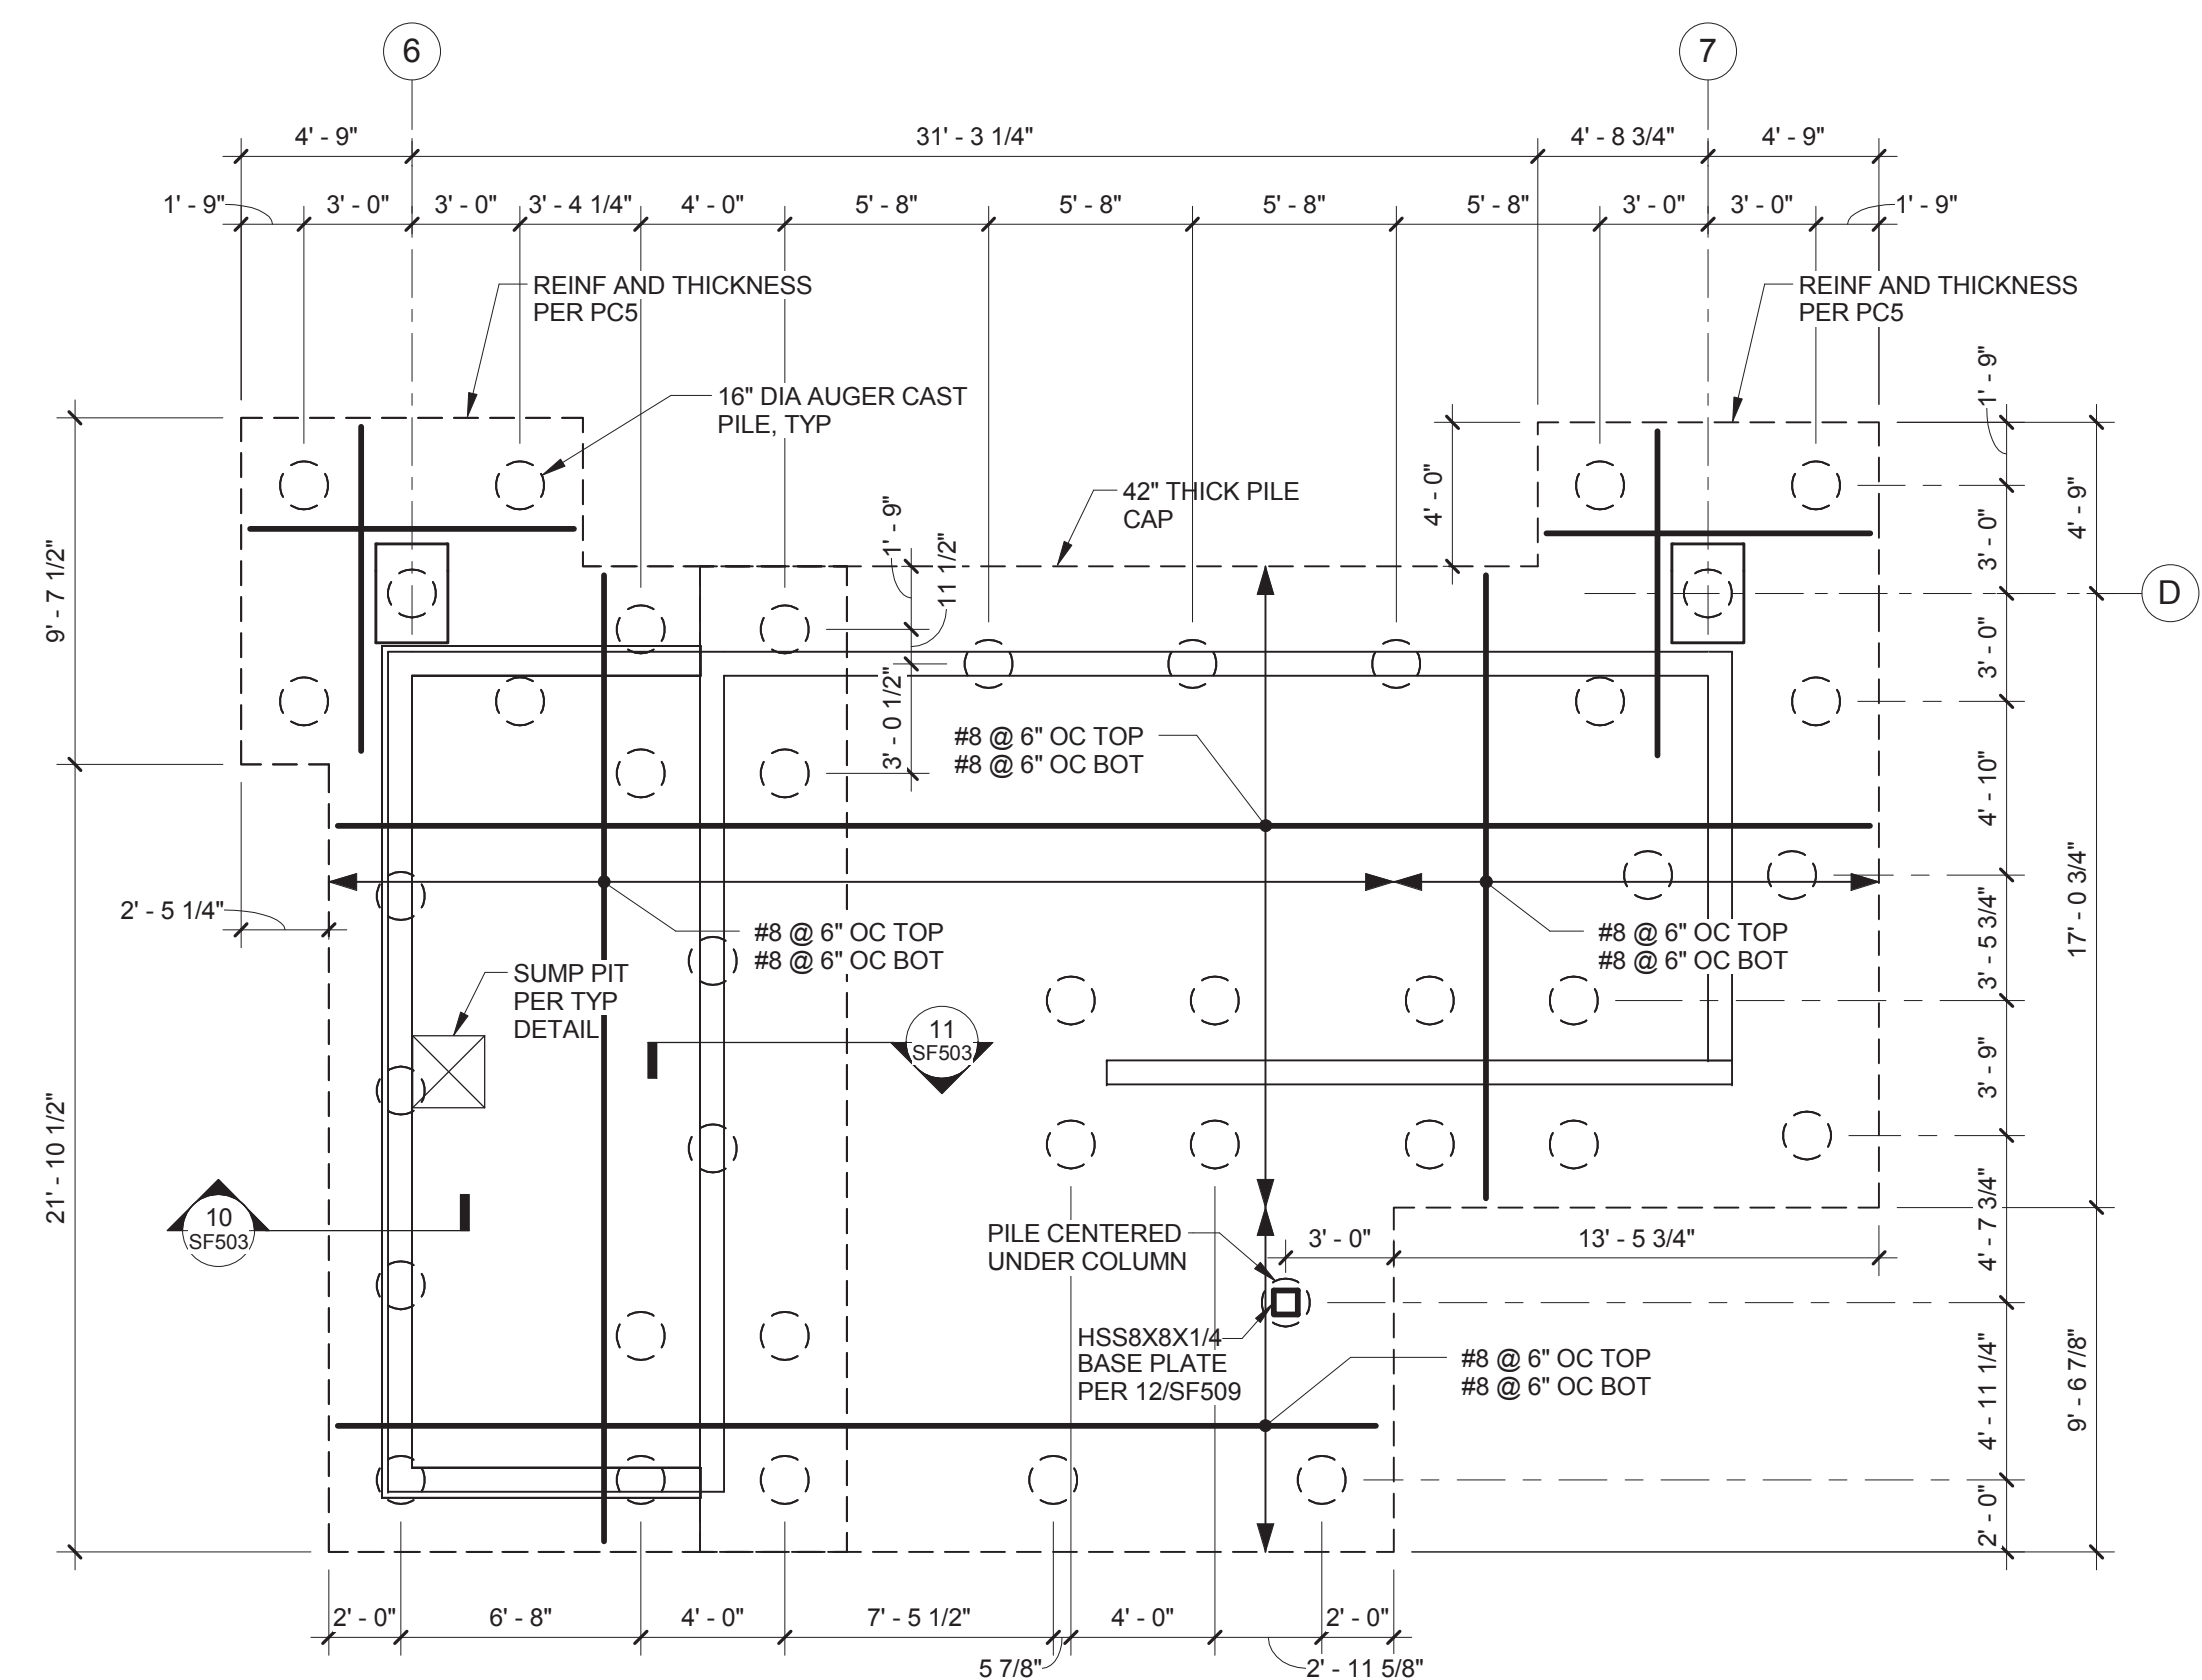 6
7
4' - 9"
31' - 3 1/4"
4' - 8 3/4"
4' - 9"
1' - 9"
3' - 0"
3' - 0"
3' - 4 1/4"
4' - 0"
5' - 8"
5' - 8"
5' - 8"
5' - 8"
3' - 0"
3' - 0"
1' - 9"
REINF AND THICKNESS
PER PC5
REINF AND THICKNESS
PER PC5
16" DIA AUGER CAST
PILE, TYP
42" THICK PILE
CAP
1' - 9"
11 1/2"
3' - 0 1/2"
4' - 0"
1' - 9"
3' - 0"
4' - 9"
D
3' - 0"
9' - 7 1/2"
#8 @ 6" OC TOP
#8 @ 6" OC BOT
4' - 10"
17' - 0 3/4"
2' - 5 1/4"
#8 @ 6" OC TOP
#8 @ 6" OC BOT
#8 @ 6" OC TOP
#8 @ 6" OC BOT
3' - 5 3/4"
SUMP PIT
PER TYP
DETAIL
11
SF503
3' - 9"
21' - 10 1/2"
10
SF503
PILE CENTERED
UNDER COLUMN
3' - 0"
13' - 5 3/4"
4' - 7 3/4"
HSS8X8X1/4
BASE PLATE
PER 12/SF509
#8 @ 6" OC TOP
#8 @ 6" OC BOT
4' - 11 1/4"
9' - 6 7/8"
2' - 0"
2' - 0"
6' - 8"
4' - 0"
7' - 5 1/2"
5 7/8"
4' - 0"
2' - 11 5/8"
2' - 0"